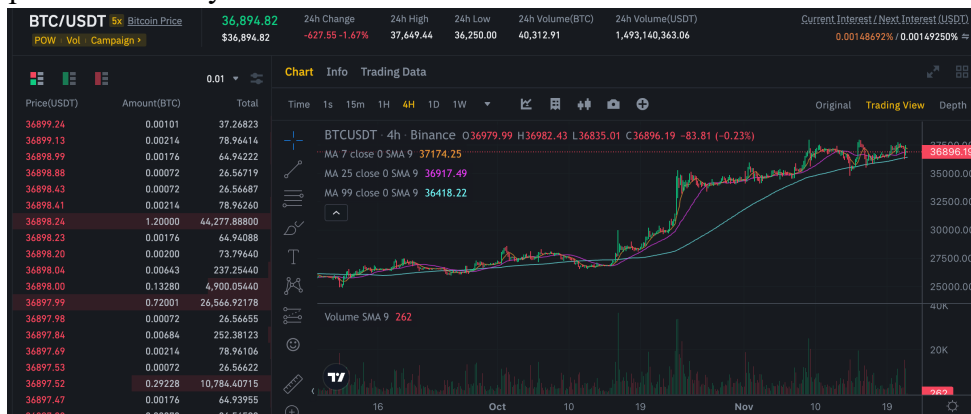 BTC/USDT 5x Bitcoin Price
POW Vol Campaign >
36,894.82
$36,894.82
24h Change
-627.55 -1.67%
24h High
37,649.44
24h Low
36,250.00
24h Volume(BTC)
40,312.91
24h Volume(USDT)
1,493,140,363.06
Current Interest / Next Interest (USDT)
0.00148692% / 0.00149250%
0.01
Price(USDT) Amount(BTC) Total
36899.24 0.00101 37.26823
36899.13 0.00214 78.96414
36898.99 0.00176 64.94222
36898.88 0.00072 26.56719
36898.43 0.00072 26.56687
36898.41 0.00214 78.96260
36898.24 1.20000 44,277.88800
36898.23 0.00176 64.94088
36898.20 0.00200 73.79640
36898.04 0.00643 237.25440
36898.00 0.13280 4,900.05440
36897.99 0.72001 26,566.92178
36897.98 0.00072 26.56655
36897.84 0.00684 252.38123
36897.69 0.00214 78.96106
36897.53 0.00072 26.56622
36897.52 0.29228 10,784.40715
36897.47 0.00176 64.93955
Chart Info Trading Data
Time 1s 15m 1H 4H 1D 1W
Original Trading View Depth
BTCUSDT · 4h · Binance O36979.99 H36982.43 L36835.01 C36896.19 -83.81 (-0.23%)
MA 7 close 0 SMA 9 37174.25
MA 25 close 0 SMA 9 36917.49
MA 99 close 0 SMA 9 36418.22
36896.19
35000.00
32500.00
30000.00
27500.00
25000.00
Volume SMA 9 262
40K
20K
262
16 Oct 10 19 Nov 10 19